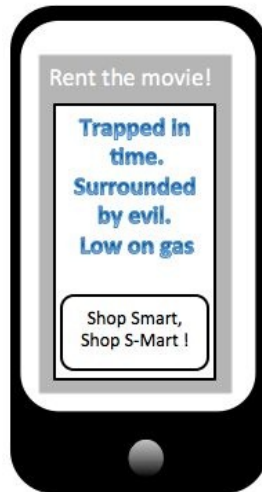 Rent the movie!
Trapped in
time.
Surrounded
by evil.
Low on gas
Shop Smart,
Shop S-Mart !